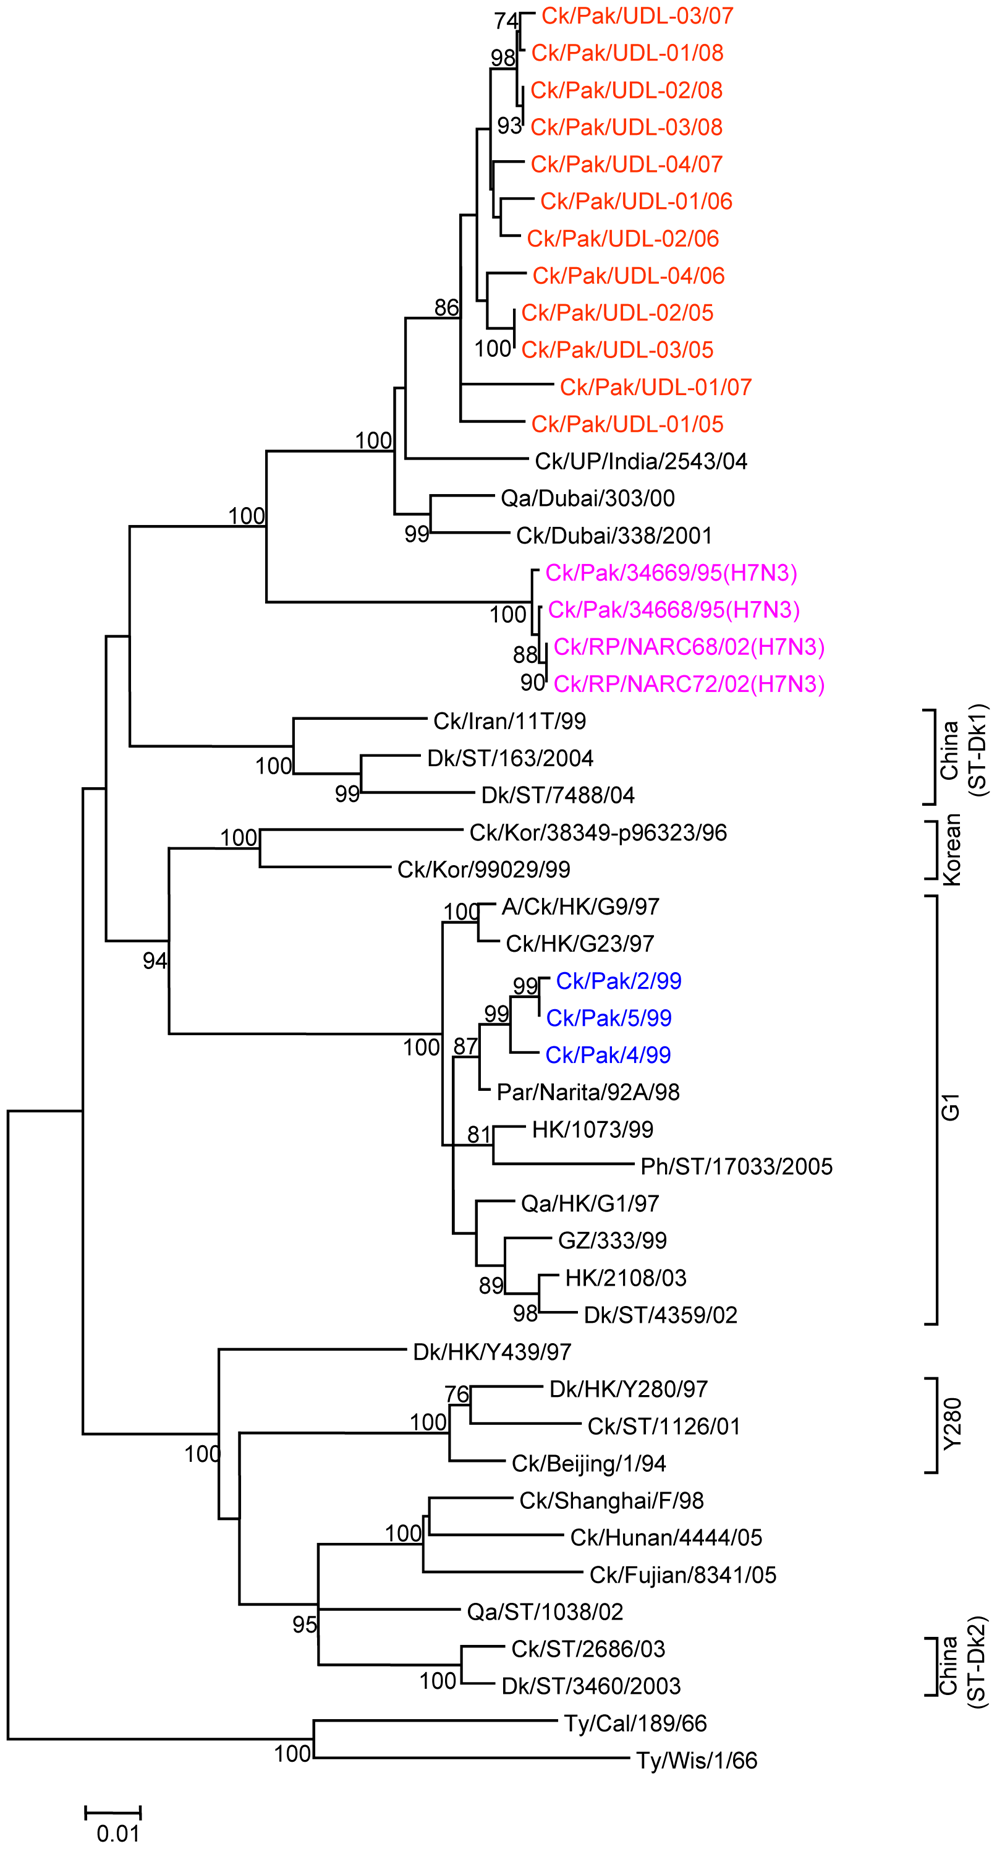 74
Ck/Pak/UDL-03/07
98
Ck/Pak/UDL-01/08
Ck/Pak/UDL-02/08
93
Ck/Pak/UDL-03/08
Ck/Pak/UDL-04/07
Ck/Pak/UDL-01/06
Ck/Pak/UDL-02/06
Ck/Pak/UDL-04/06
86
Ck/Pak/UDL-02/05
100
Ck/Pak/UDL-03/05
Ck/Pak/UDL-01/07
Ck/Pak/UDL-01/05
100
Ck/UP/India/2543/04
Qa/Dubai/303/00
100
99
Ck/Dubai/338/2001
Ck/Pak/34669/95(H7N3)
100
Ck/Pak/34668/95(H7N3)
88
Ck/RP/NARC68/02(H7N3)
90
Ck/RP/NARC72/02(H7N3)
Ck/Iran/11T/99
100
Dk/ST/163/2004
99
Dk/ST/7488/04
China
(ST-Dk1)
100
Ck/Kor/38349-p96323/96
Ck/Kor/99029/99
Korean
100
A/Ck/HK/G9/97
Ck/HK/G23/97
94
99
Ck/Pak/2/99
99
Ck/Pak/5/99
100
87
Ck/Pak/4/99
Par/Narita/92A/98
81
HK/1073/99
Ph/ST/17033/2005
Qa/HK/G1/97
GZ/333/99
89
HK/2108/03
98
Dk/ST/4359/02
G1
Dk/HK/Y439/97
76
Dk/HK/Y280/97
100
Ck/ST/1126/01
100
Ck/Beijing/1/94
Y280
Ck/Shanghai/F/98
100
Ck/Hunan/4444/05
Ck/Fujian/8341/05
95
Qa/ST/1038/02
Ck/ST/2686/03
100
Dk/ST/3460/2003
China
(ST-Dk2)
Ty/Cal/189/66
100
Ty/Wis/1/66
0.01